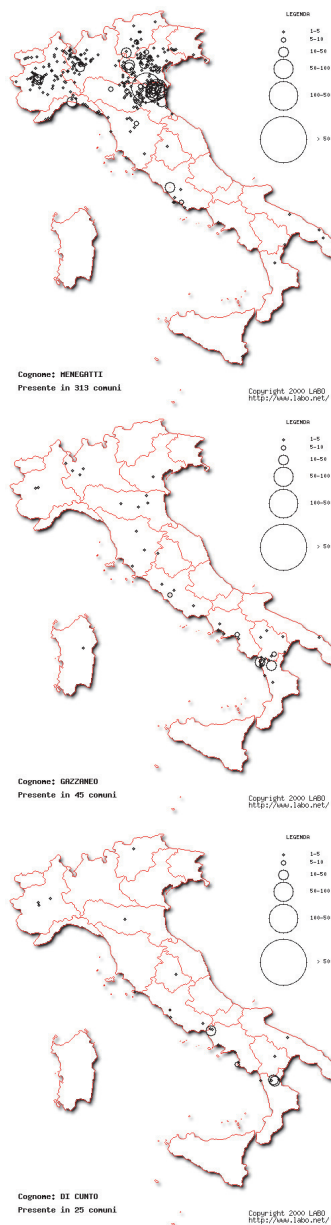 LEGENDA
1-5
5-10
10-50
50-100
100-50
> 50
Cognome: MENEGATTI
Presente in 313 comuni
Copyright 2000 LABO
http://www.labo.net/
LEGENDA
1-5
5-10
10-50
50-100
100-50
> 50
Cognome: GAZZANEO
Presente in 45 comuni
Copyright 2000 LABO
http://www.labo.net/
LEGENDA
1-5
5-10
10-50
50-100
100-50
> 50
Cognome: DI CUNTO
Presente in 25 comuni
Copyright 2000 LABO
http://www.labo.net/